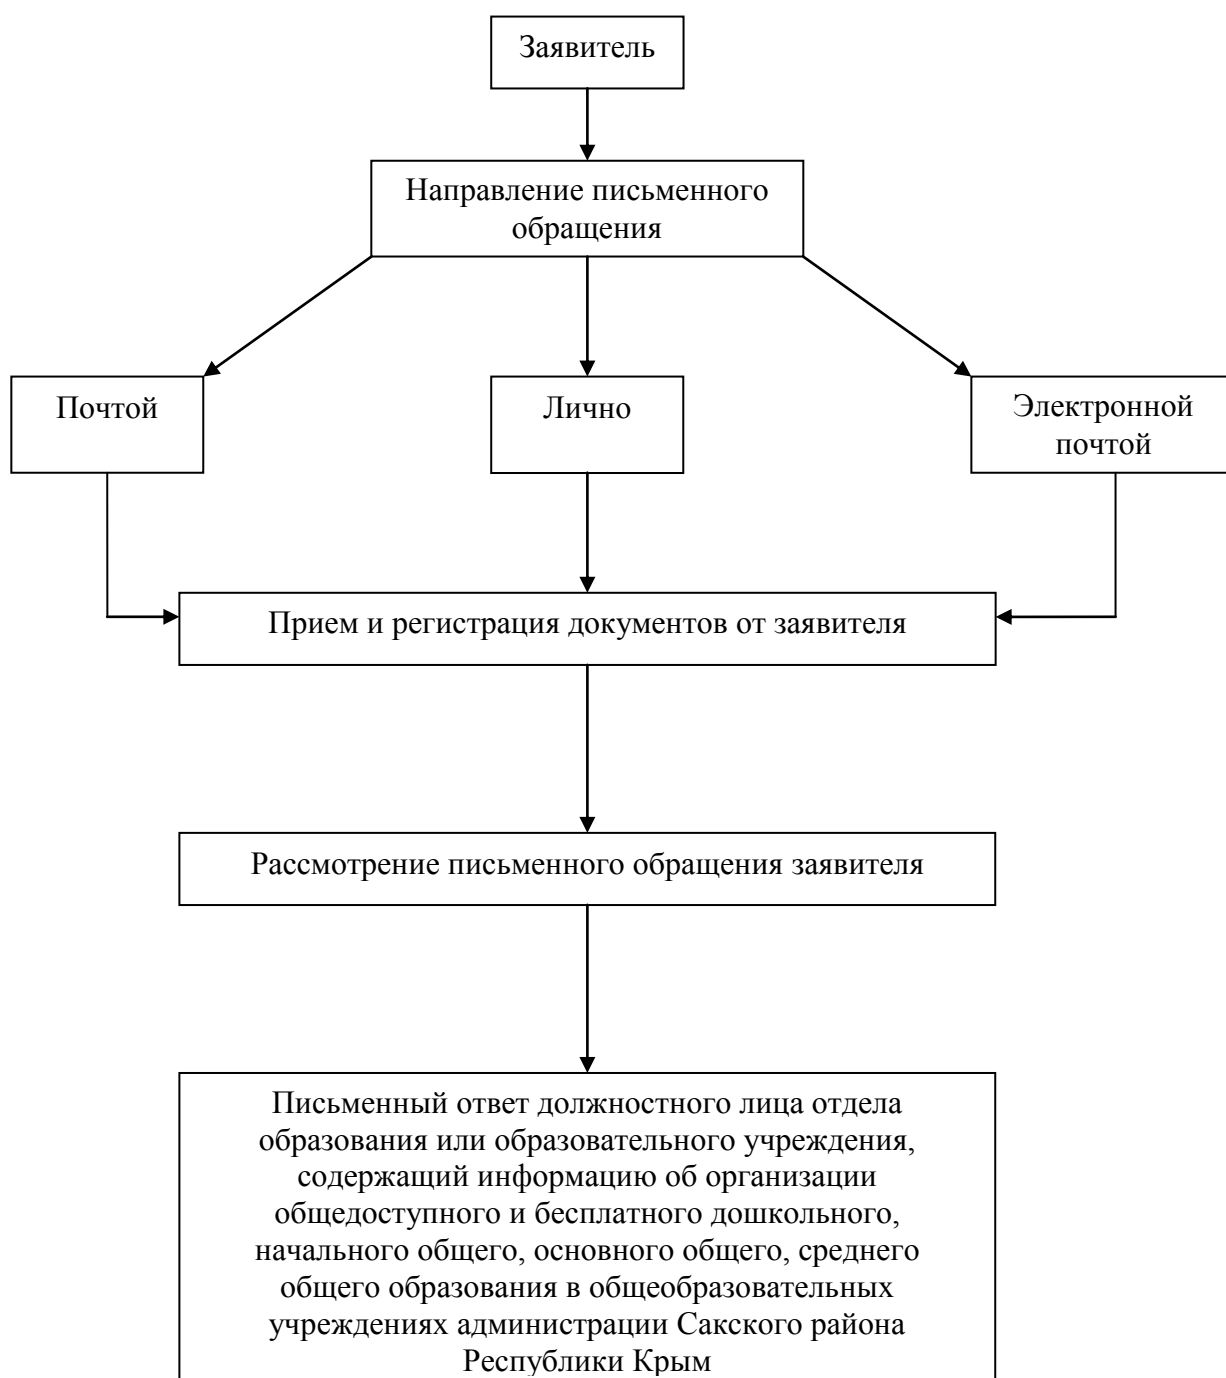 Заявитель
Направление письменного
обращения
Почтой
Лично
Электронной
почтой
Прием и регистрация документов от заявителя
Рассмотрение письменного обращения заявителя
Письменный ответ должностного лица отдела
образования или образовательного учреждения,
содержащий информацию об организации
общедоступного и бесплатного дошкольного,
начального общего, основного общего, среднего
общего образования в общеобразовательных
учреждениях администрации Сакского района
Республики Крым